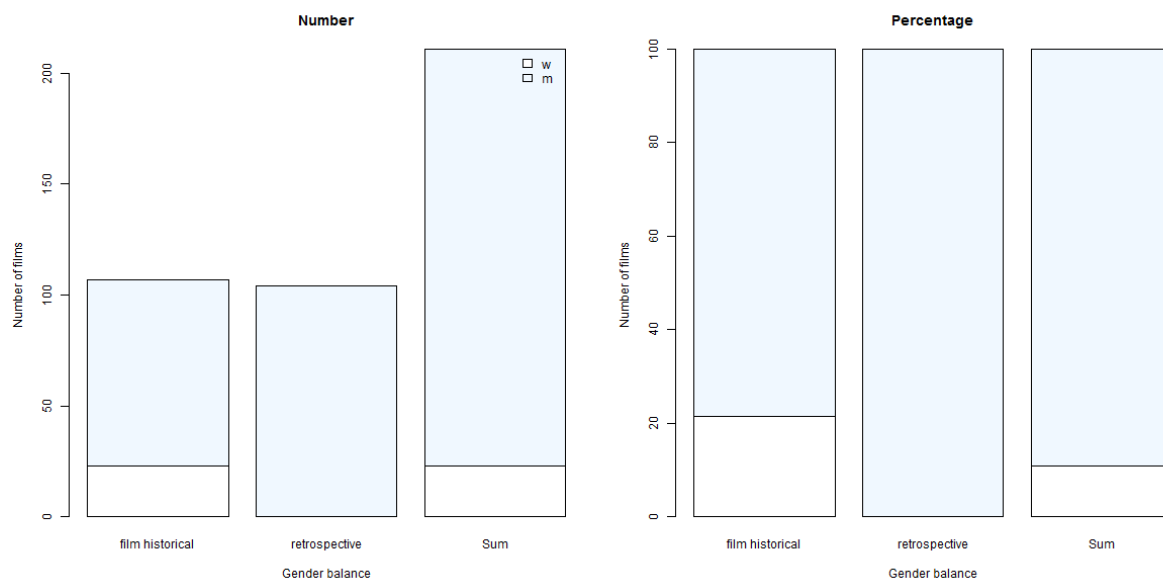 Number
Number of films
200
150
100
50
0
w
m
film historical
retrospective
Sum
Gender balance
Percentage
Number of films
100
80
60
40
20
0
film historical
retrospective
Sum
Gender balance